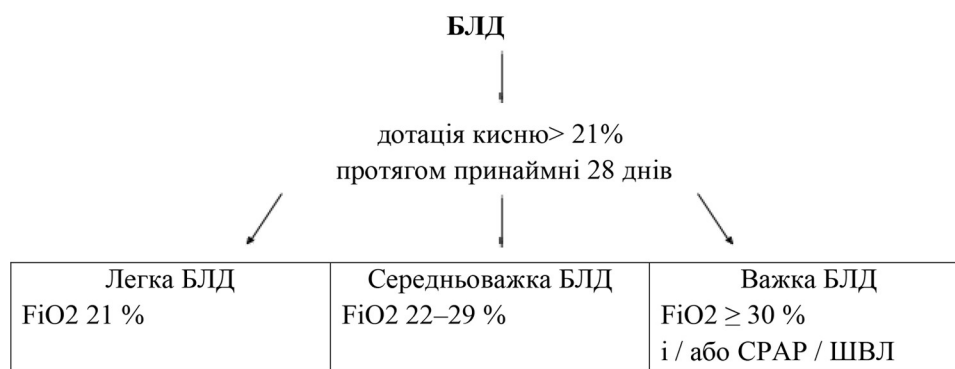 БЛД
дотація кисню> 21%
протягом принаймні 28 днів
Легка БЛД
FiO2 21 %
Середньоважка БЛД
FiO2 22–29 %
Важка БЛД
FiO2 ≥ 30 %
і / або СРАР / ШВЛ